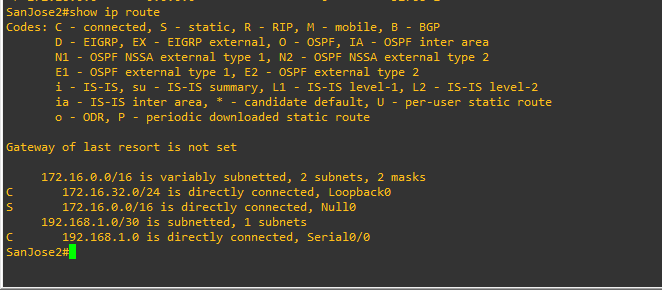 SanJose2#show ip route
Codes: C - connected, S - static, R - RIP, M - mobile, B - BGP
       D - EIGRP, EX - EIGRP external, O - OSPF, IA - OSPF inter area
       N1 - OSPF NSSA external type 1, N2 - OSPF NSSA external type 2
       E1 - OSPF external type 1, E2 - OSPF external type 2
       i - IS-IS, su - IS-IS summary, L1 - IS-IS level-1, L2 - IS-IS level-2
       ia - IS-IS inter area, * - candidate default, U - per-user static route
       o - ODR, P - periodic downloaded static route
Gateway of last resort is not set
     172.16.0.0/16 is variably subnetted, 2 subnets, 2 masks
C       172.16.32.0/24 is directly connected, Loopback0
S       172.16.0.0/16 is directly connected, Null0
     192.168.1.0/30 is subnetted, 1 subnets
C       192.168.1.0 is directly connected, Serial0/0
SanJose2#